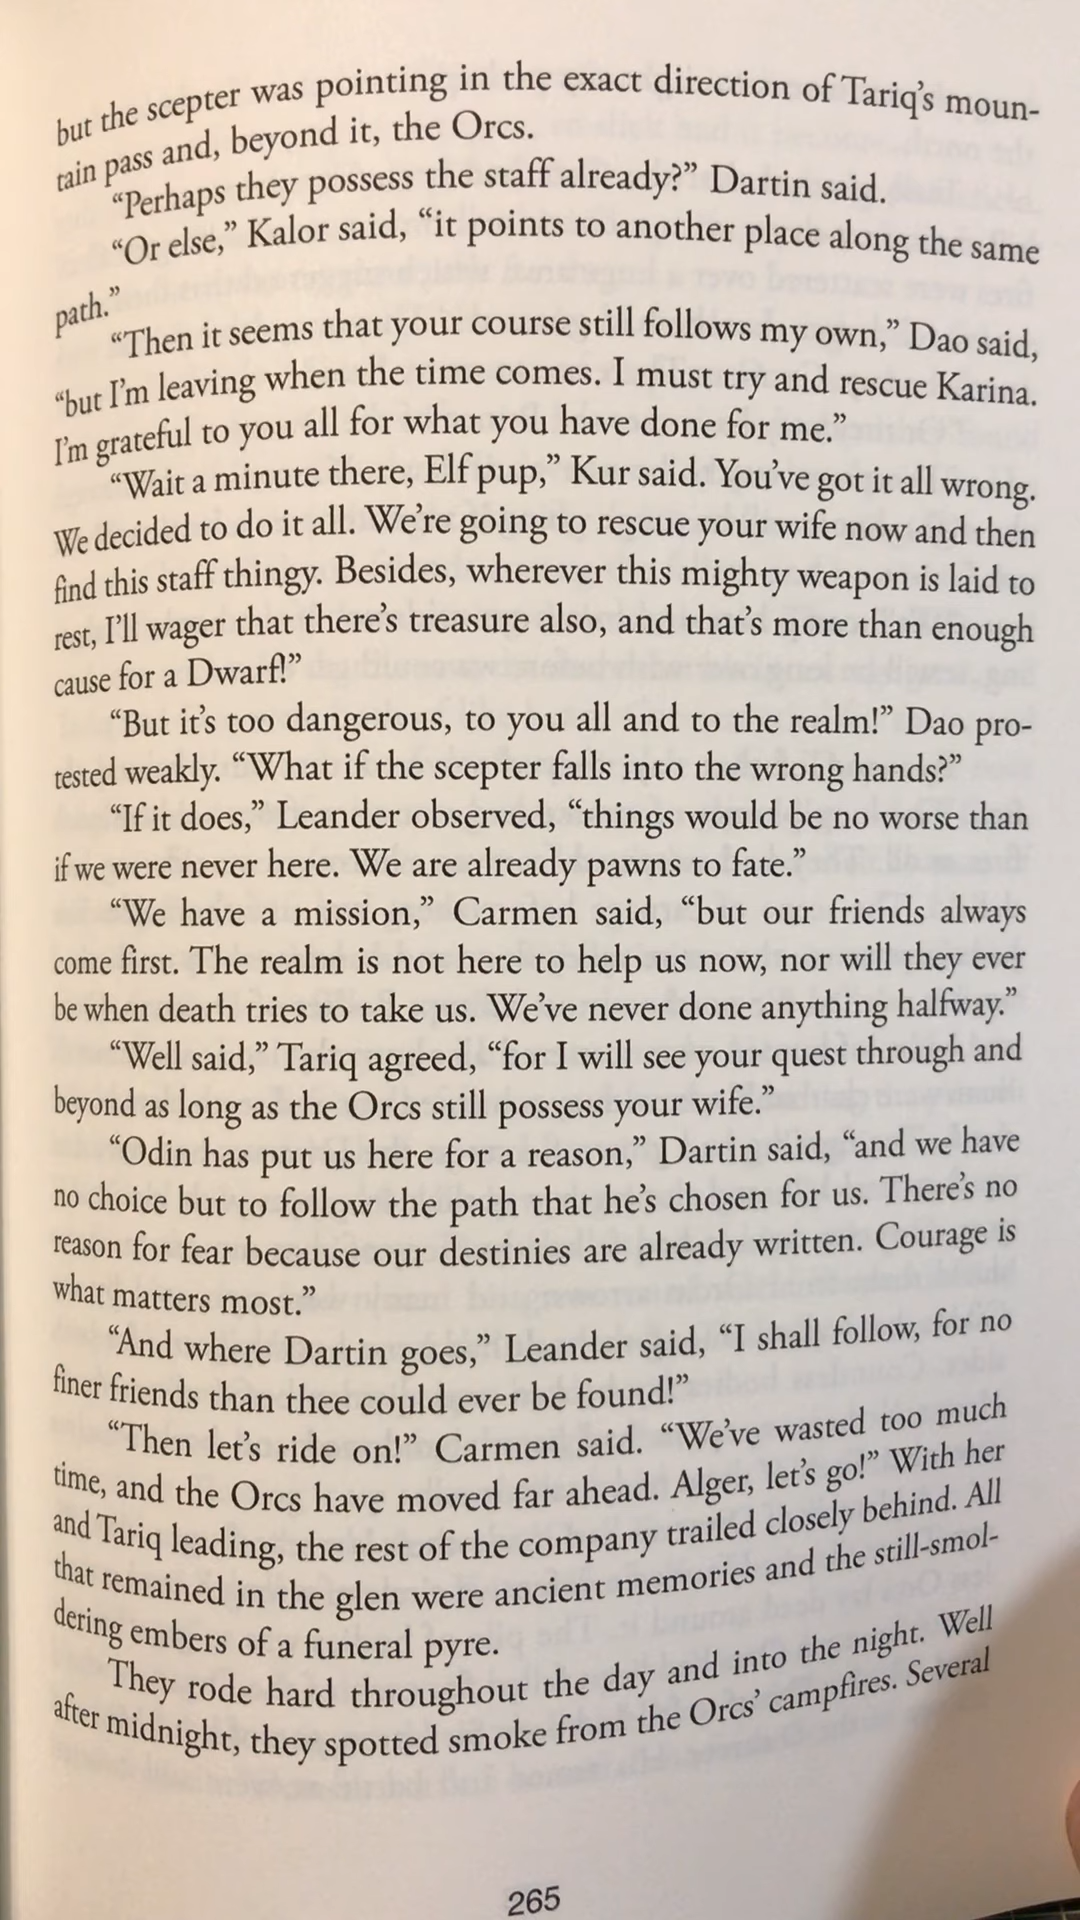 but the scepter was pointing in the exact direction of Tariq's moun-
tain pass and, beyond it, the Orcs.
“Perhaps they possess the staff already?” Dartin said.
“Or else,” Kalor said, “it points to another place along the same
path.”
“Then it seems that your course still follows my own,” Dao said,
“but I'm leaving when the time comes. I must try and rescue Karina.
I'm grateful to you all for what you have done for me.”
“Wait a minute there, Elf pup,” Kur said. You've got it all wrong.
We decided to do it all. We're going to rescue your wife now and then
find this staff thingy. Besides, wherever this mighty weapon is laid to
rest, I'll wager that there's treasure also, and that's more than enough
cause for a Dwarf!”
“But it's too dangerous, to you all and to the realm!” Dao pro-
tested weakly. “What if the scepter falls into the wrong hands?”
“If it does,” Leander observed, “things would be no worse than
if we were never here. We are already pawns to fate.”
“We have a mission,” Carmen said, “but our friends always
come first. The realm is not here to help us now, nor will they ever
be when death tries to take us. We've never done anything halfway.”
“Well said,” Tariq agreed, “for I will see your quest through and
beyond as long as the Orcs still possess your wife.”
“Odin has put us here for a reason,” Dartin said, “and we have
no choice but to follow the path that he's chosen for us. There's no
reason for fear because our destinies are already written. Courage is
what matters most.”
“And where Dartin goes,” Leander said, “I shall follow, for no
finer friends than thee could ever be found!”
“Then let's ride on!” Carmen said. “We've wasted too much
time, and the Orcs have moved far ahead. Alger, let's go!” With her
and Tariq leading, the rest of the company trailed closely behind. All
that remained in the glen were ancient memories and the still-smol-
dering embers of a funeral pyre.
They rode hard throughout the day and into the night. Well
after midnight, they spotted smoke from the Orcs' campfires. Several
265